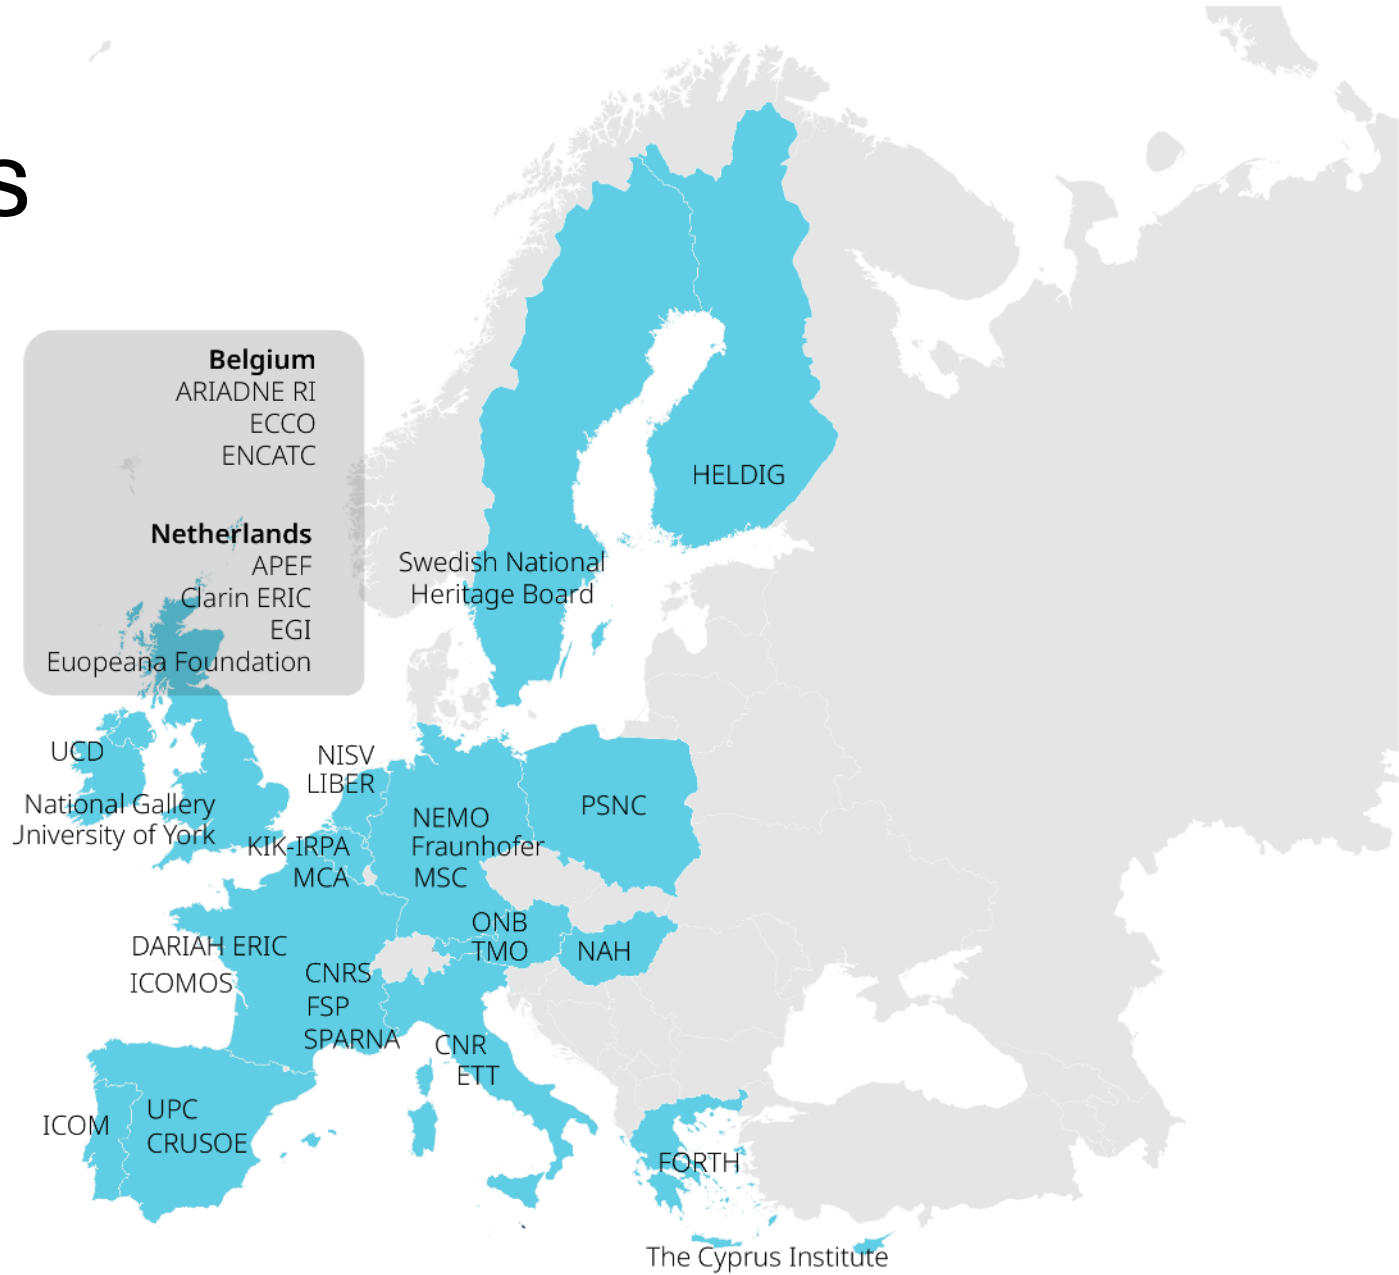 s
Belgium
ARIADNE RI
ECCO
ENCATC
Netherlands
APEF
Clarin ERIC
EGI
Euopeana Foundation
HELDIG
Swedish National
Heritage Board
UCD
National Gallery
University of York
NISV
LIBER
KIK-IRPA
MCA
NEMO
Fraunhofer
MSC
PSNC
ONB
TMO
NAH
DARIAH ERIC
ICOMOS
CNRS
FSP
SPARNA
CNR
ETT
ICOM
UPC
CRUSOE
FORTH
The Cyprus Institute